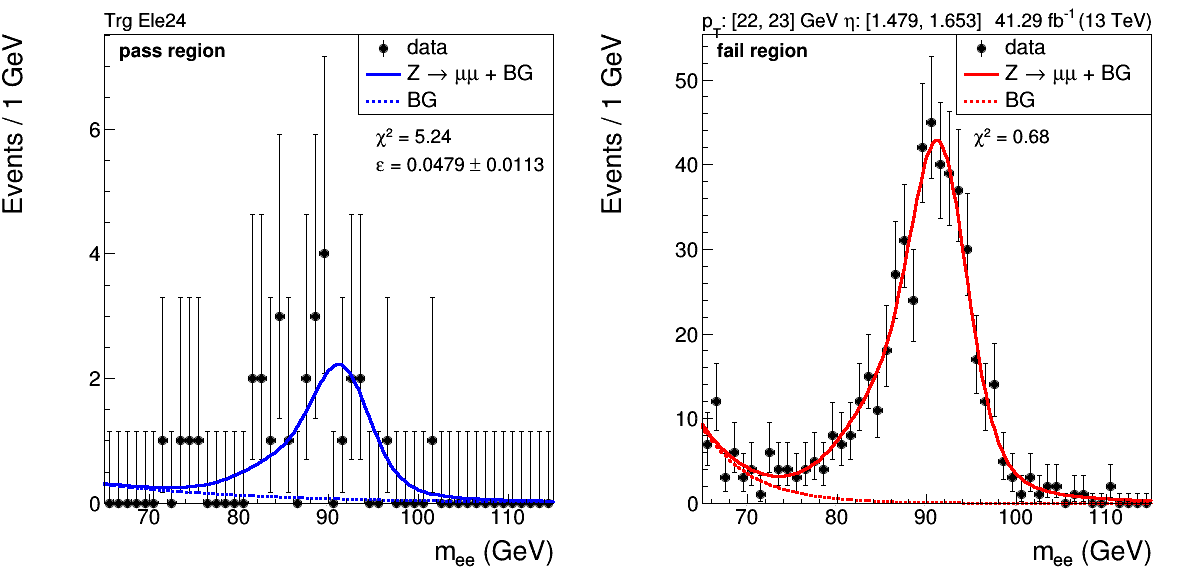 Trg Ele24
pass region
data
Z → μμ + BG
BG
χ² = 5.24
ε = 0.0479 ± 0.0113
Events / 1 GeV
0
2
4
6
70
80
90
100
110
m_ee (GeV)
p_T: [22, 23] GeV η: [1.479, 1.653] 41.29 fb⁻¹ (13 TeV)
fail region
data
Z → μμ + BG
BG
χ² = 0.68
Events / 1 GeV
0
10
20
30
40
50
70
80
90
100
110
m_ee (GeV)